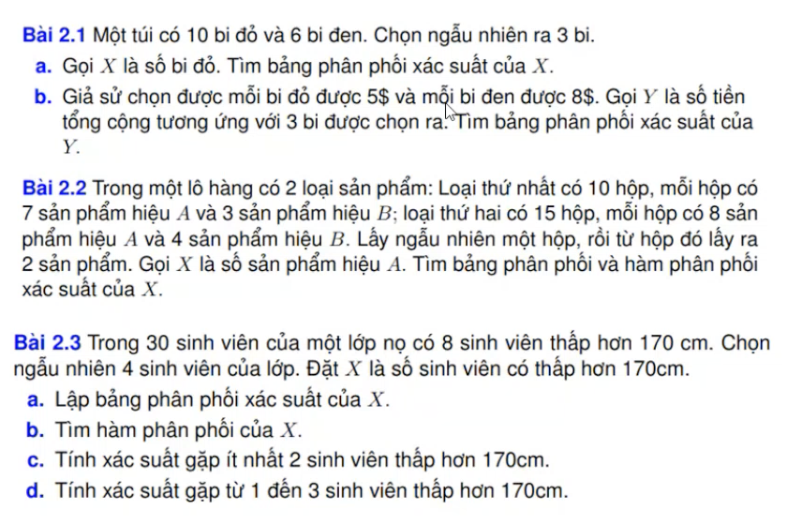 Bài 2.1 Một túi có 10 bi đỏ và 6 bi đen. Chọn ngẫu nhiên ra 3 bi.
a. Gọi X là số bi đỏ. Tìm bảng phân phối xác suất của X.
b. Giả sử chọn được mỗi bi đỏ được 5$ và mỗi bi đen được 8$. Gọi Y là số tiền
tổng cộng tương ứng với 3 bi được chọn ra. Tìm bảng phân phối xác suất của
Y.
Bài 2.2 Trong một lô hàng có 2 loại sản phẩm: Loại thứ nhất có 10 hộp, mỗi hộp có
7 sản phẩm hiệu A và 3 sản phẩm hiệu B; loại thứ hai có 15 hộp, mỗi hộp có 8 sản
phẩm hiệu A và 4 sản phẩm hiệu B. Lấy ngẫu nhiên một hộp, rồi từ hộp đó lấy ra
2 sản phẩm. Gọi X là số sản phẩm hiệu A. Tìm bảng phân phối và hàm phân phối
xác suất của X.
Bài 2.3 Trong 30 sinh viên của một lớp nọ có 8 sinh viên thấp hơn 170 cm. Chọn
ngẫu nhiên 4 sinh viên của lớp. Đặt X là số sinh viên có thấp hơn 170cm.
a. Lập bảng phân phối xác suất của X.
b. Tìm hàm phân phối của X.
c. Tính xác suất gặp ít nhất 2 sinh viên thấp hơn 170cm.
d. Tính xác suất gặp từ 1 đến 3 sinh viên thấp hơn 170cm.